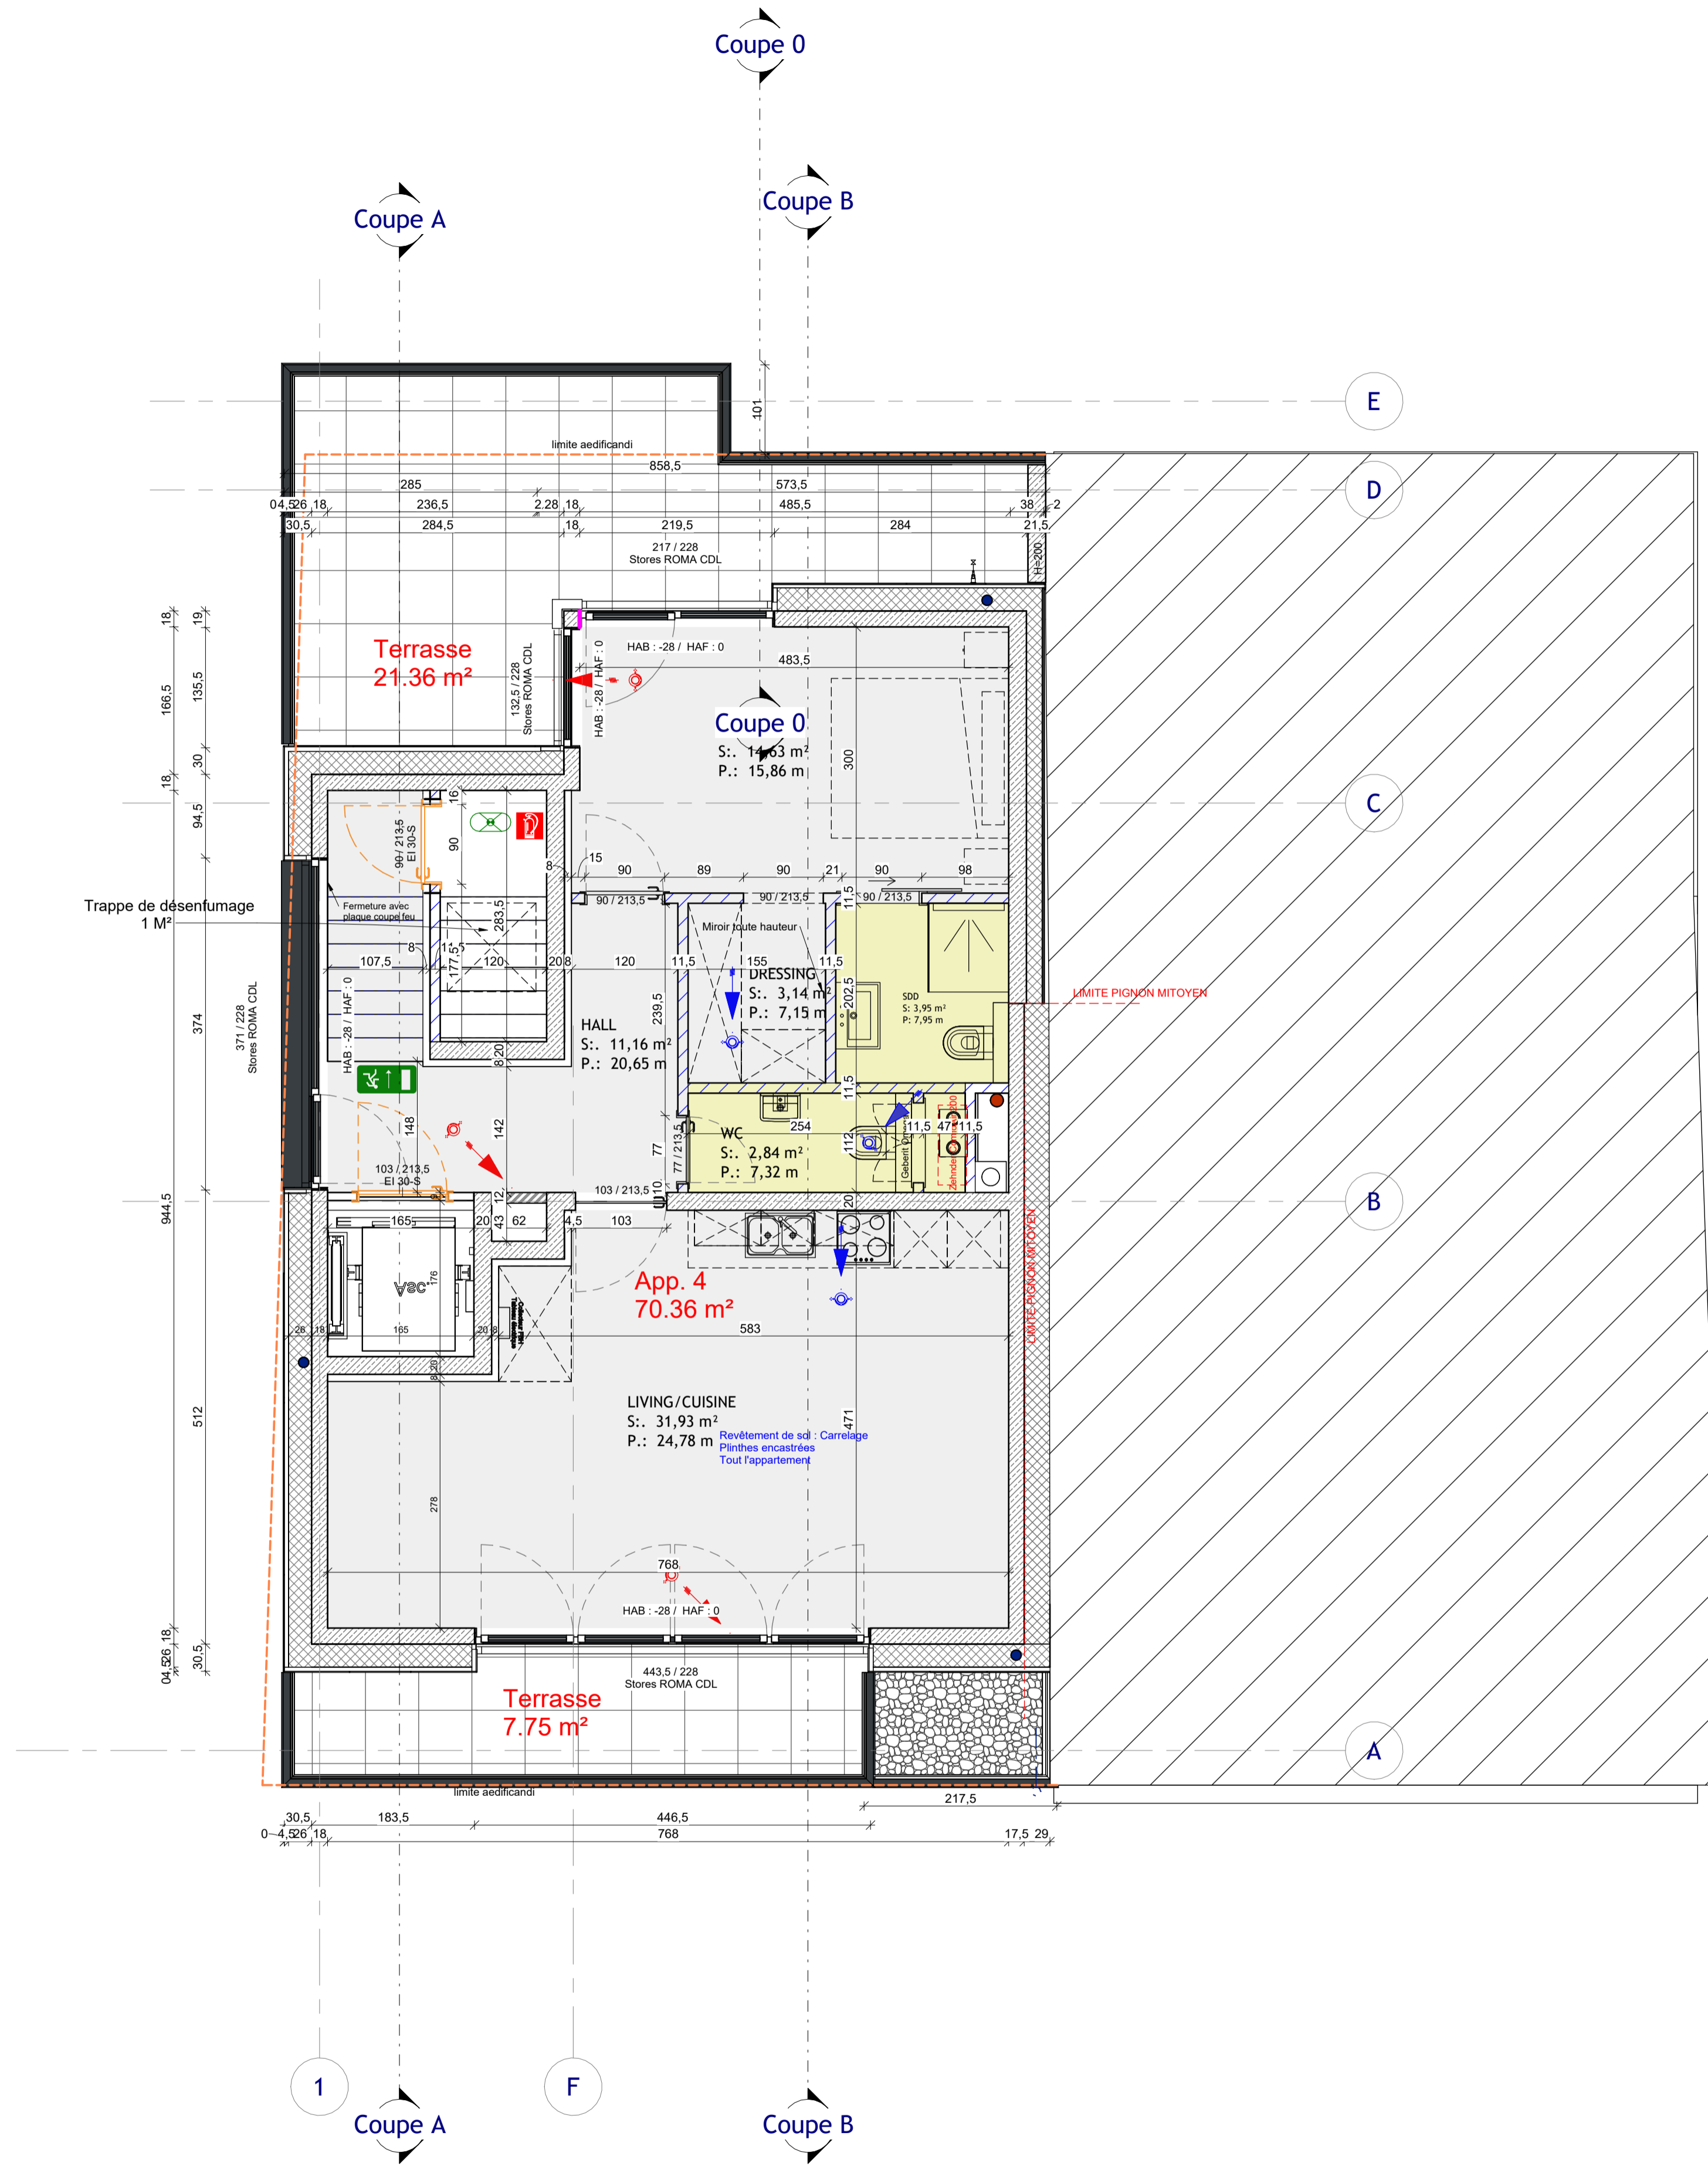 Coupe 0
Coupe B
Coupe A
E
101
limite aedificandi
858,5
285
573,5
D
0
4,5
26
18
236,5
2.28
18
485,5
38
2
30,5
284,5
18
219,5
284
21,5
217 / 228
Stores ROMA CDL
H=200
18
19
Terrasse
21.36 m²
132,5 / 228
Stores ROMA CDL
HAB : -28 / HAF : 0
HAB : -28 / HAF : 0
483,5
166,5
135,5
Coupe 0
S:. 14,63 m²
P.: 15,86 m
300
30
18
94,5
C
16
90
90 / 213,5
EI 30-S
8
15
90
89
90
21
90
98
11,5
90 / 213,5
90 / 213,5
90 / 213,5
Trappe de désenfumage
1 M²
Fermeture avec
plaque coupe feu
283,5
177,5
Miroir toute hauteur
8
107,5
120
20
8
120
11,5
155
11,5
DRESSING
S:. 3,14 m²
P.: 7,15 m
202,5
SDD
S: 3,95 m²
P: 7,95 m
LIMITE PIGNON MITOYEN
371 / 228
Stores ROMA CDL
374
HAB : -28 / HAF : 0
239,5
HALL
S:. 11,16 m²
P.: 20,65 m
8
20
11,5
148
142
77
77 / 213,5
WC
S:. 2,84 m²
P.: 7,32 m
254
112
11,5
47
11,5
103 / 213,5
EI 30-S
103 / 213,5
10
12
20
B
944,5
165
20
43
62
4,5
103
Asc.
176
App. 4
70.36 m²
LIMITE PIGNON MITOYEN
26
18
165
20
8
583
20
8
512
LIVING/CUISINE
S:. 31,93 m²
P.: 24,78 m
471
Revêtement de sol : Carrelage
Plinthes encastrées
Tout l'appartement
278
768
HAB : -28 / HAF : 0
18
26
04,5
30,5
443,5 / 228
Stores ROMA CDL
Terrasse
7.75 m²
A
limite aedificandi
217,5
30,5
183,5
446,5
0
4,5
26
18
768
17,5
29
1
F
Coupe A
Coupe B